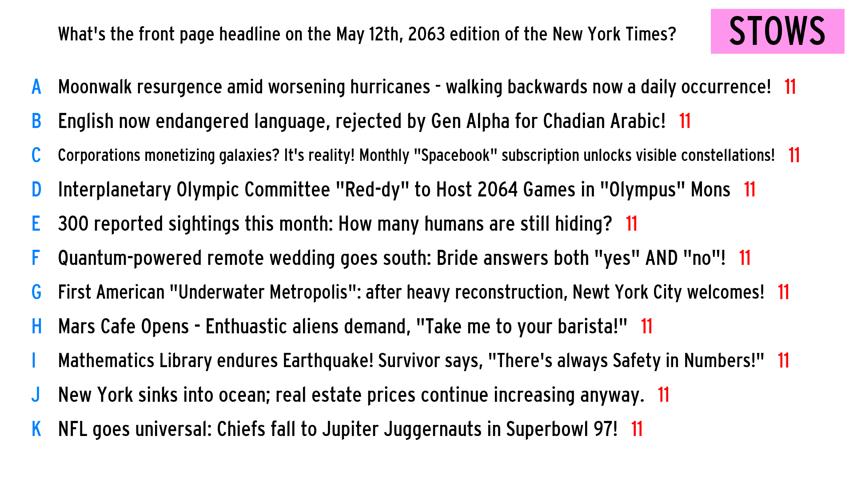 What's the front page headline on the May 12th, 2063 edition of the New York Times?
STOWS
A Moonwalk resurgence amid worsening hurricanes - walking backwards now a daily occurrence! 11
B English now endangered language, rejected by Gen Alpha for Chadian Arabic! 11
C Corporations monetizing galaxies? It's reality! Monthly "Spacebook" subscription unlocks visible constellations! 11
D Interplanetary Olympic Committee "Red-dy" to Host 2064 Games in "Olympus" Mons 11
E 300 reported sightings this month: How many humans are still hiding? 11
F Quantum-powered remote wedding goes south: Bride answers both "yes" AND "no"! 11
G First American "Underwater Metropolis": after heavy reconstruction, Newt York City welcomes! 11
H Mars Cafe Opens - Enthuastic aliens demand, "Take me to your barista!" 11
I Mathematics Library endures Earthquake! Survivor says, "There's always Safety in Numbers!" 11
J New York sinks into ocean; real estate prices continue increasing anyway. 11
K NFL goes universal: Chiefs fall to Jupiter Juggernauts in Superbowl 97! 11